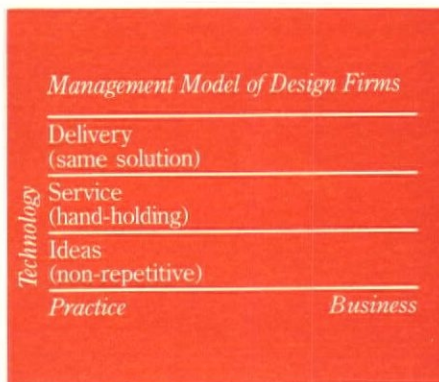 Management Model of Design Firms
Delivery
(same solution)
Service
(hand-holding)
Ideas
(non-repetitive)
Technology
Practice Business